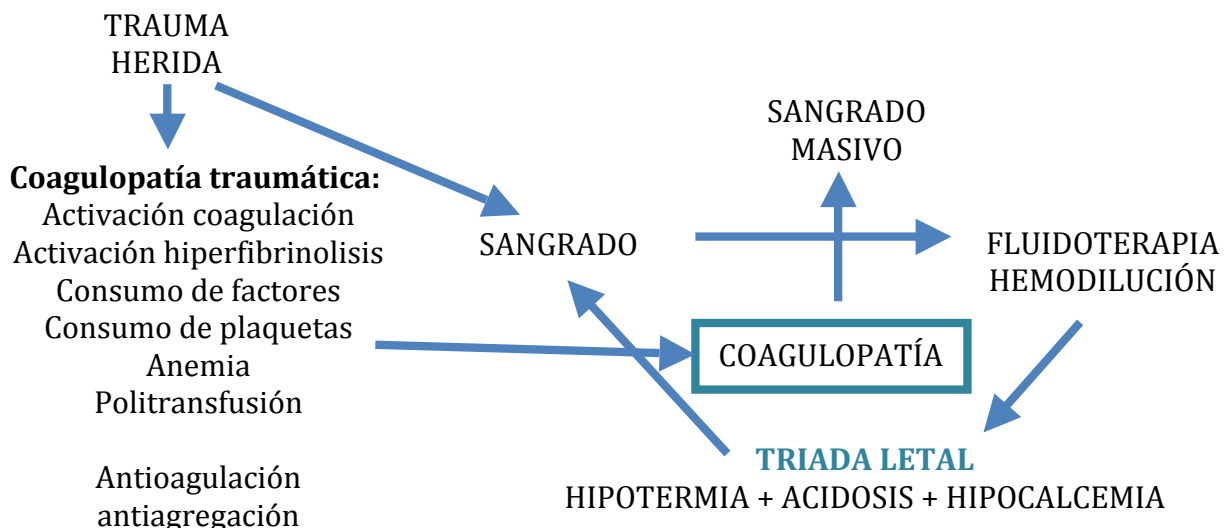 TRAUMA
HERIDA
Coagulopatía traumática:
Activación coagulación
Activación hiperfibrinolisis
Consumo de factores
Consumo de plaquetas
Anemia
Politransfusión
Antioagulación
antiagregación
SANGRADO
SANGRADO
MASIVO
FLUIDOTERAPIA
HEMODILUCIÓN
COAGULOPATÍA
TRIADA LETAL
HIPOTERMIA + ACIDOSIS + HIPOCALCEMIA